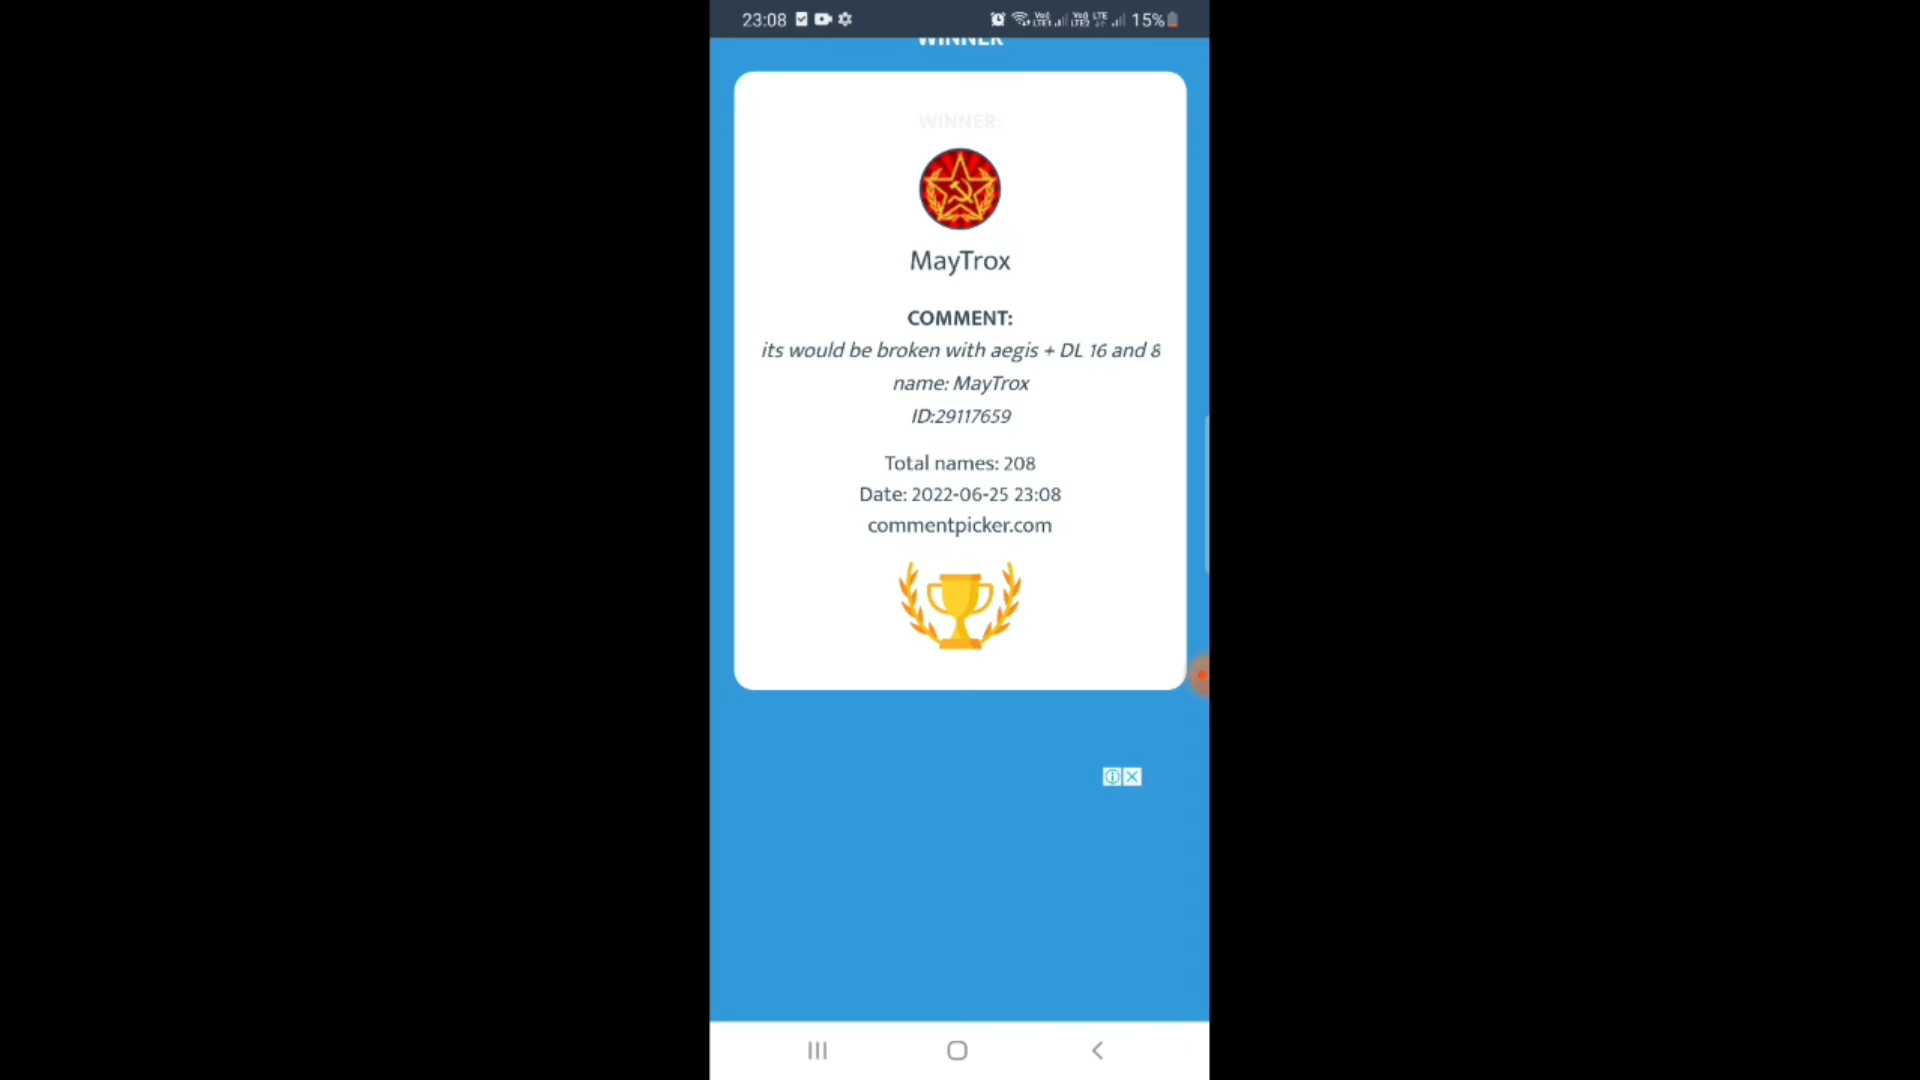 23:08 15%
WINNER
WINNER:
MayTrox
COMMENT:
its would be broken with aegis + DL 16 and 8
name: MayTrox
ID:29117659
Total names: 208
Date: 2022-06-25 23:08
commentpicker.com